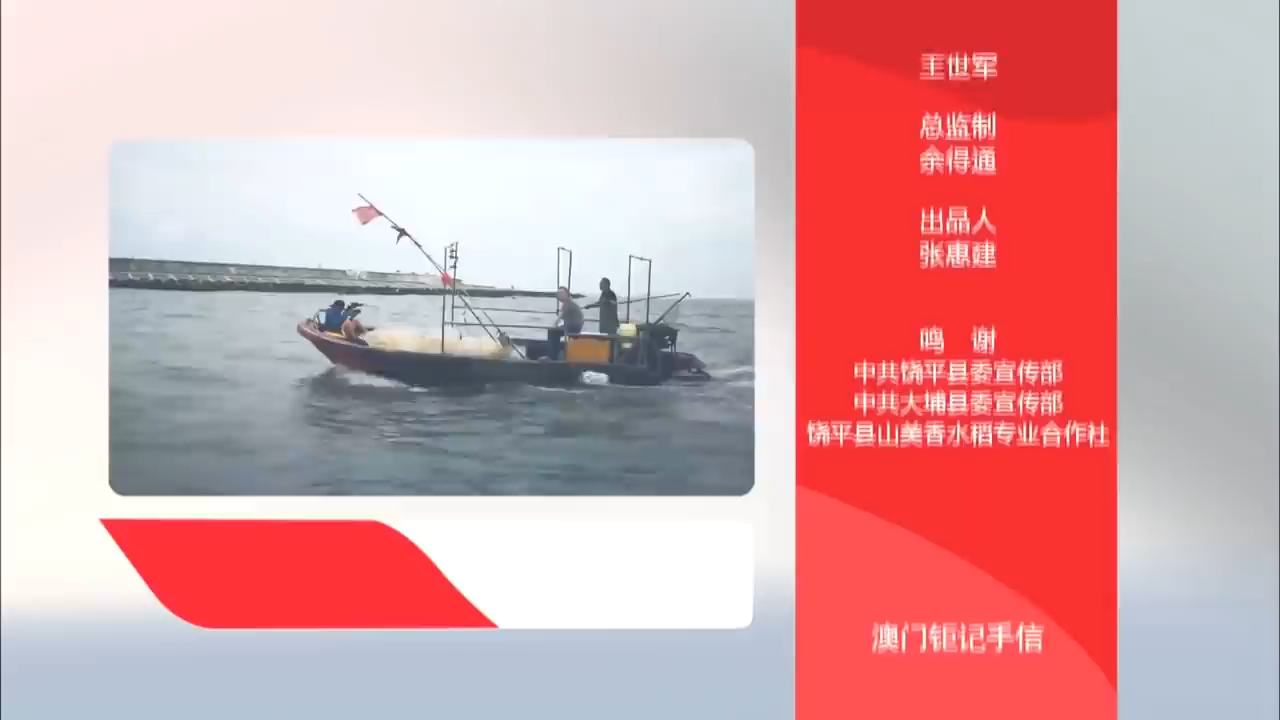 王世军
总监制
余得通
出品人
张惠建
鸣 谢
中共饶平县委宣传部
中共大埔县委宣传部
饶平县山美香水稻专业合作社
澳门钜记手信